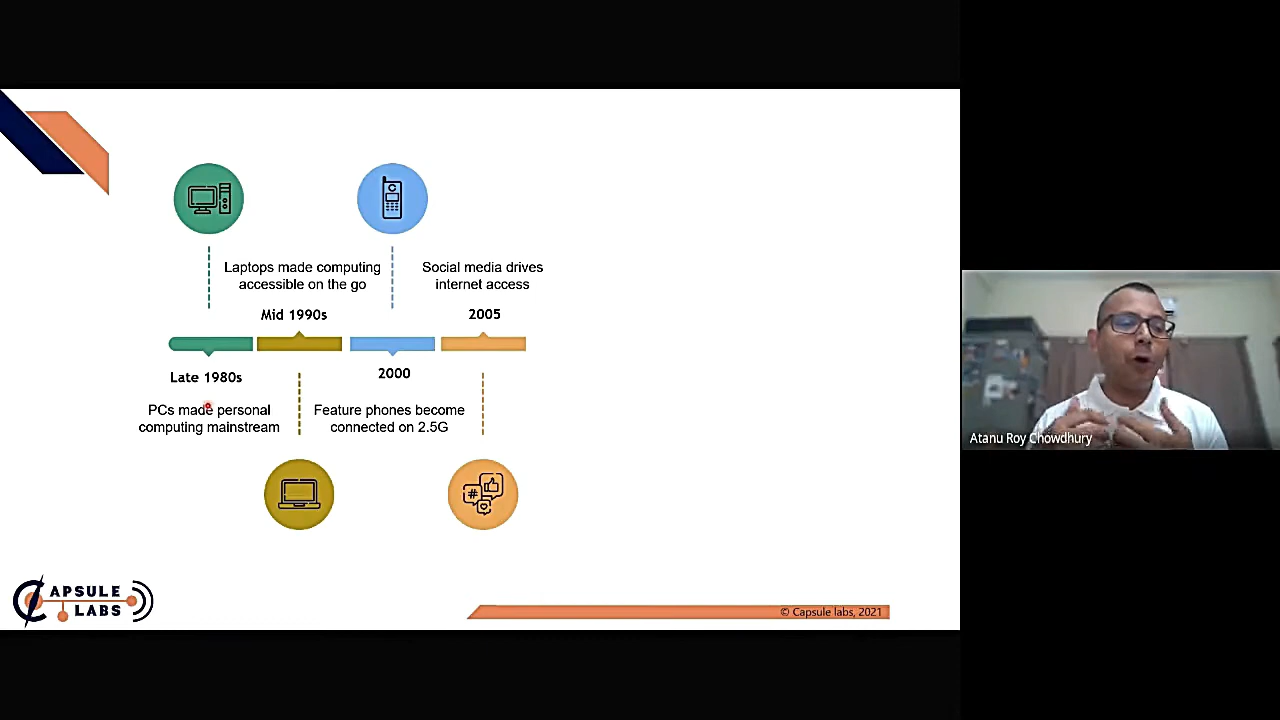 Laptops made computing
accessible on the go
Mid 1990s
Social media drives
internet access
2005
Late 1980s
PCs made personal
computing mainstream
2000
Feature phones become
connected on 2.5G
#
CAPSULE
LABS
© Capsule labs, 2021
Atanu Roy Chowdhury